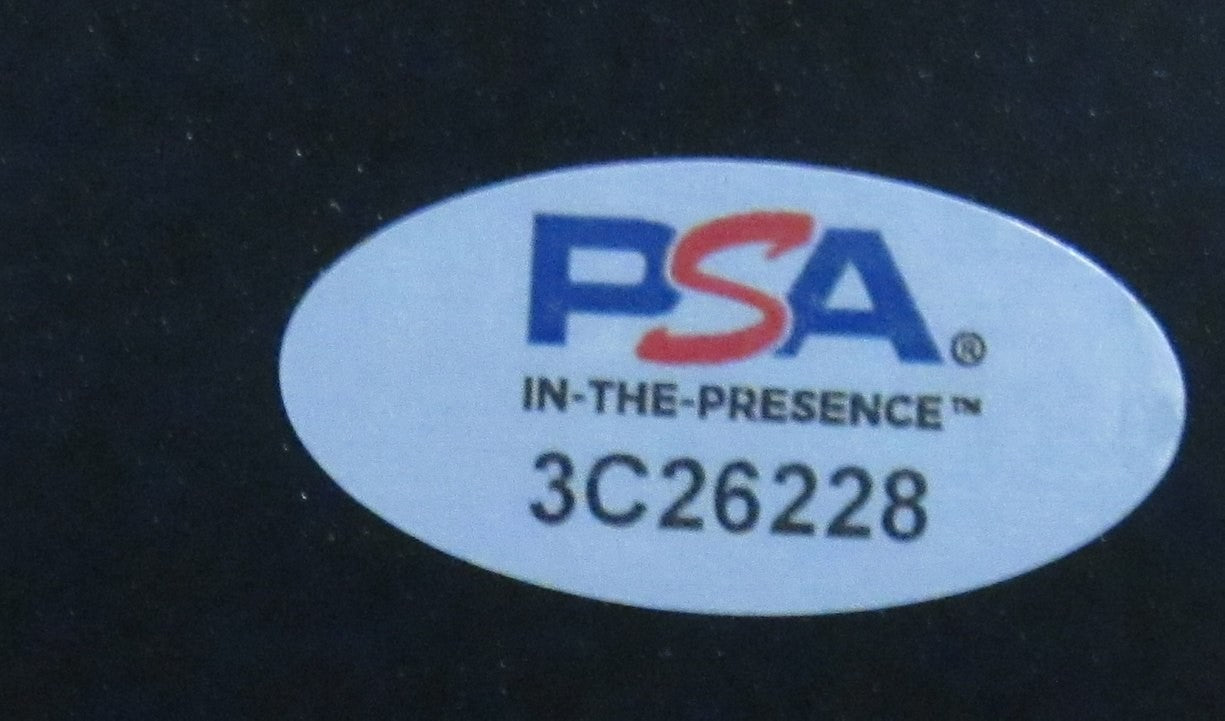 PSA®
IN-THE-PRESENCE™
3C26228